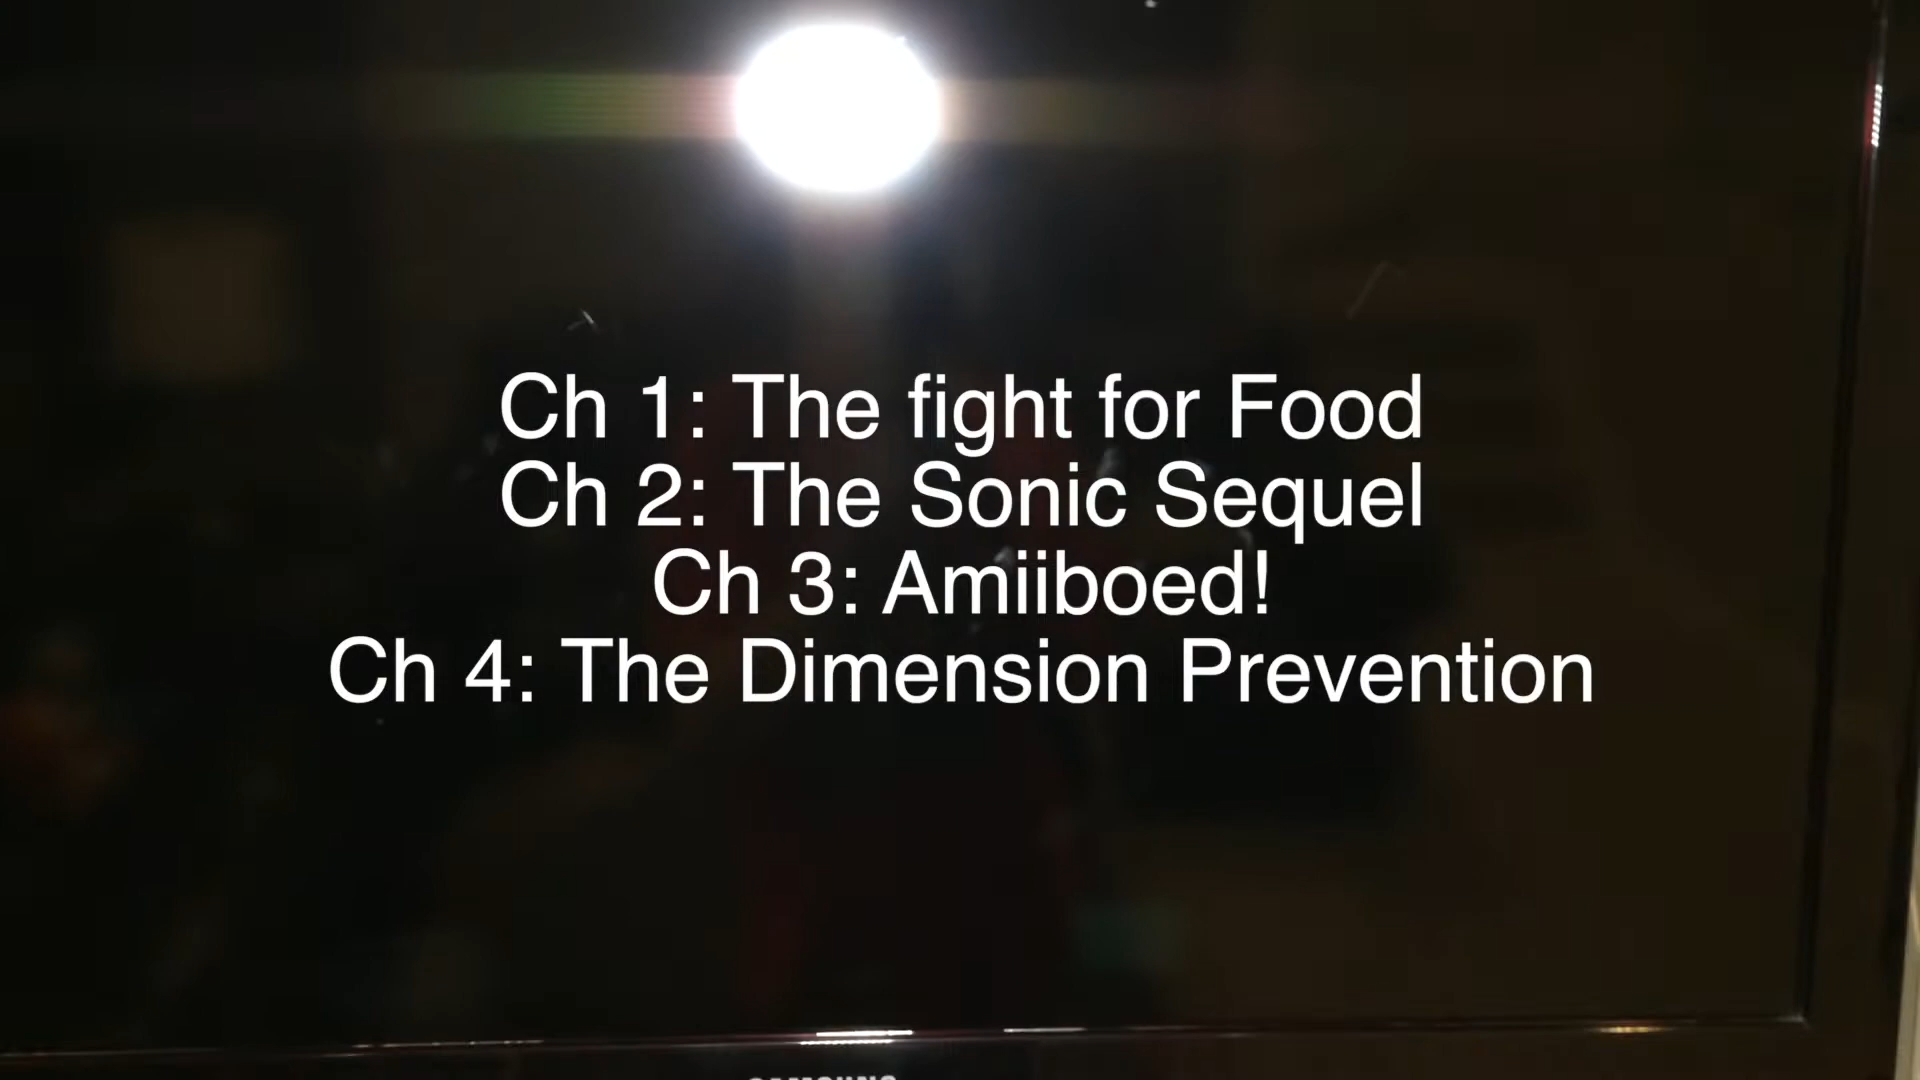 Ch 1: The fight for Food
Ch 2: The Sonic Sequel
Ch 3: Amiiboed!
Ch 4: The Dimension Prevention
SAMSUNG